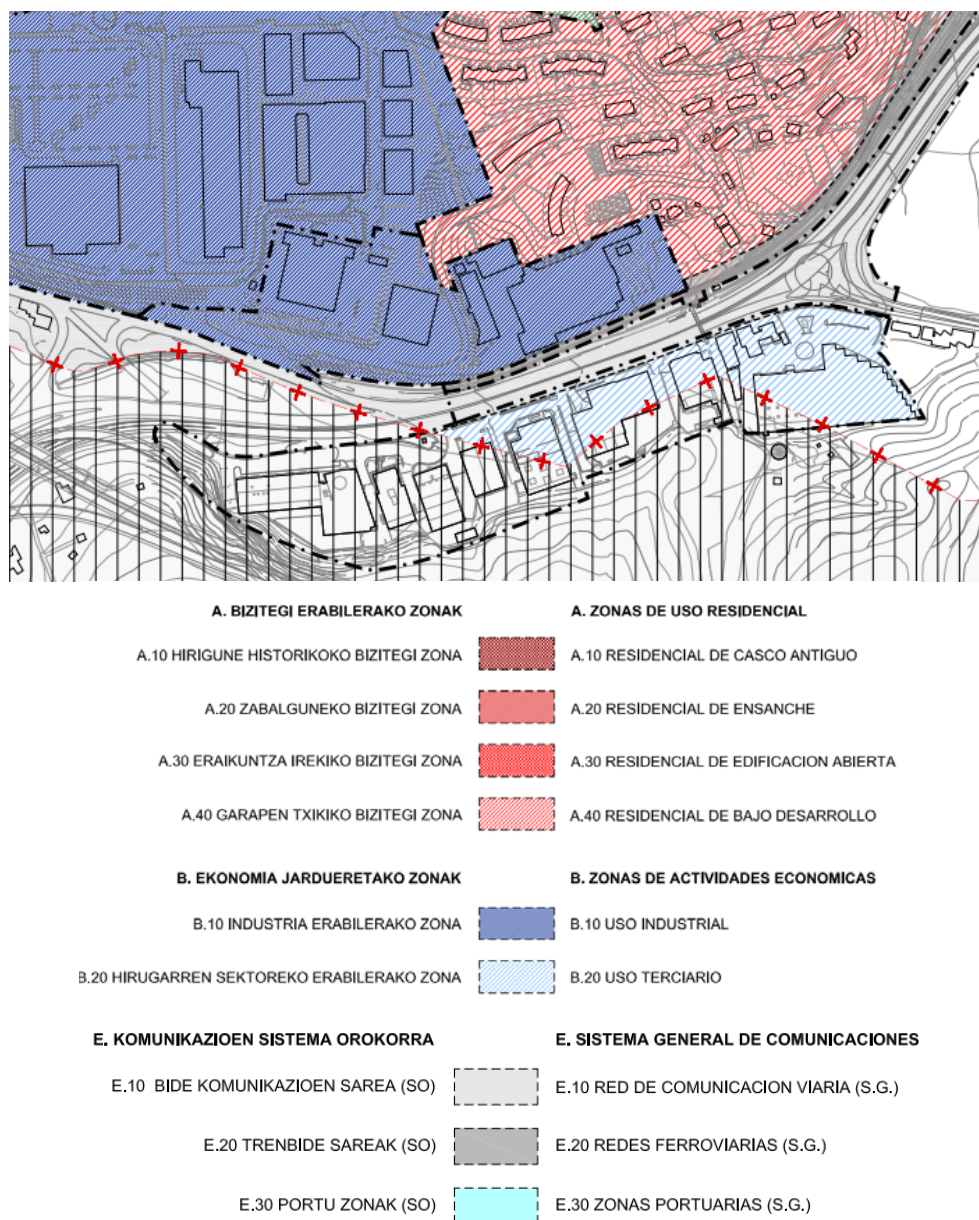 A. BIZITEGI ERABILERAKO ZONAK A. ZONAS DE USO RESIDENCIAL
A.10 HIRIGUNE HISTORIKOKO BIZITEGI ZONA A.10 RESIDENCIAL DE CASCO ANTIGUO
A.20 ZABALGUNEKO BIZITEGI ZONA A.20 RESIDENCIAL DE ENSANCHE
A.30 ERAIKUNTZA IREKIKO BIZITEGI ZONA A.30 RESIDENCIAL DE EDIFICACION ABIERTA
A.40 GARAPEN TXIKIKO BIZITEGI ZONA A.40 RESIDENCIAL DE BAJO DESARROLLO
B. EKONOMIA JARDUERETAKO ZONAK B. ZONAS DE ACTIVIDADES ECONOMICAS
B.10 INDUSTRIA ERABILERAKO ZONA B.10 USO INDUSTRIAL
B.20 HIRUGARREN SEKTOREKO ERABILERAKO ZONA B.20 USO TERCIARIO
E. KOMUNIKAZIOEN SISTEMA OROKORRA E. SISTEMA GENERAL DE COMUNICACIONES
E.10 BIDE KOMUNIKAZIOEN SAREA (SO) E.10 RED DE COMUNICACION VIARIA (S.G.)
E.20 TRENBIDE SAREAK (SO) E.20 REDES FERROVIARIAS (S.G.)
E.30 PORTU ZONAK (SO) E.30 ZONAS PORTUARIAS (S.G.)